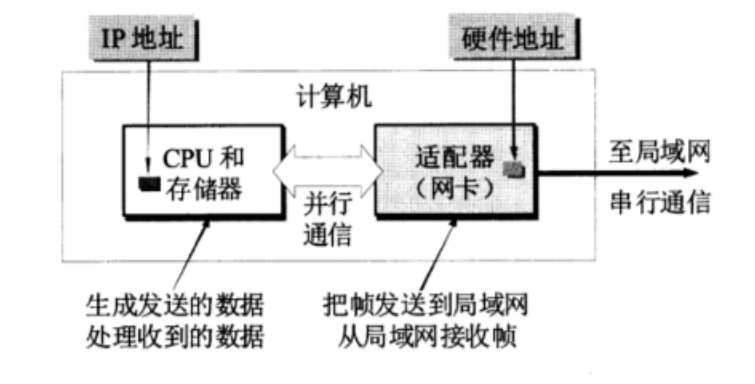 IP 地址
硬件地址
计算机
CPU 和
存储器
适配器
（网卡）
并行
通信
至局域网
串行通信
生成发送的数据
处理收到的数据
把帧发送到局域网
从局域网接收帧